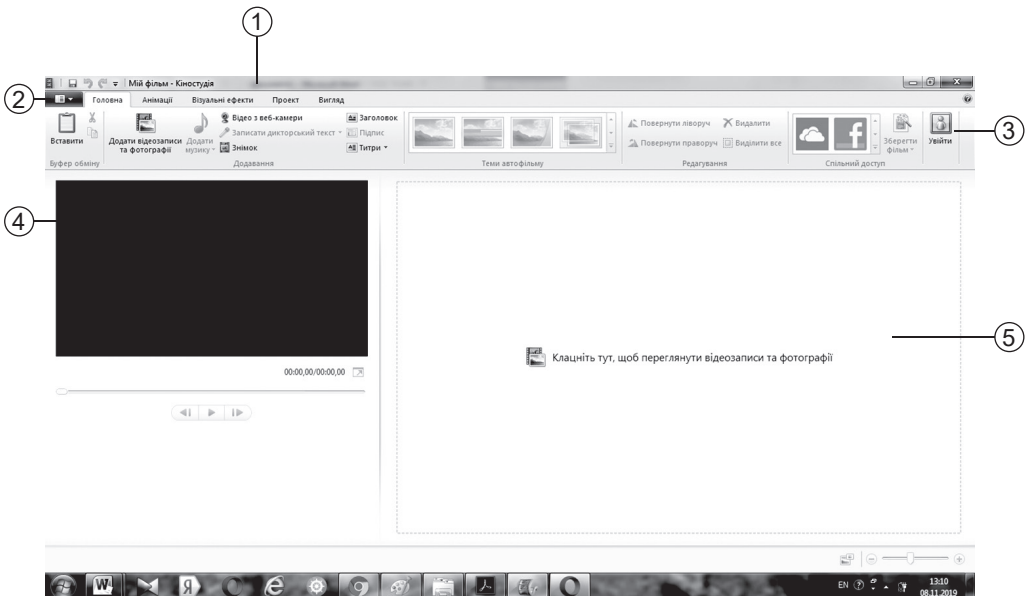 1
Мій фільм - Кіностудія
2
Головна Анімації Візуальні ефекти Проект Вигляд
3
Вставити
Буфер обміну
Додати відеозаписи
та фотографії
Додати
музику
Відео з веб-камери
Записати дикторський текст
Знімок
Заголовок
Підпис
Титри
Додавання
Теми автофільму
Повернути ліворуч
Повернути праворуч
Видалити
Виділити все
Редагування
Спільний доступ
Зберегти
фільм
Увійти
4
00:00,00/00:00,00
5
Клацніть тут, щоб переглянути відеозаписи та фотографії
EN
13:10
08.11.2019